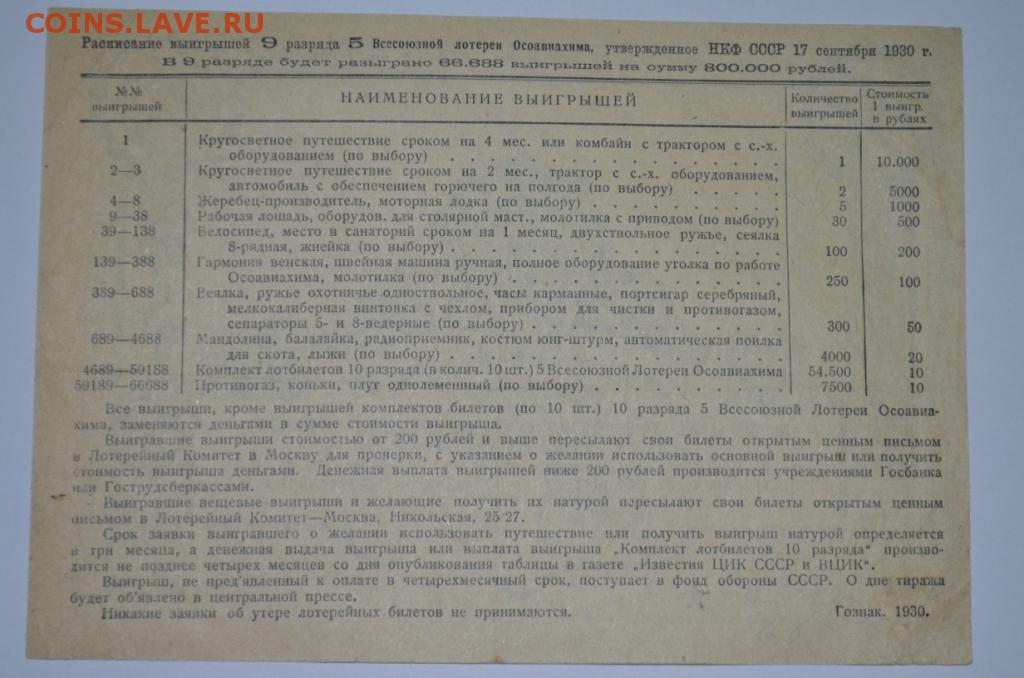 COINS.LAVE.RU
Расписание выигрышей 9 разряда 5 Всесоюзной лотереи Осоавиахима, утвержденное НКФ СССР 17 сентября 1930 г.
В 9 разряде будет разыграно 66.688 выигрышей на сумму 800.000 рублей.
№№ выигрышей НАИМЕНОВАНИЕ ВЫИГРЫШЕЙ Количество выигрышей Стоимость 1 выигр. в рублях
1 Кругосветное путешествие сроком на 4 мес. или комбайн с трактором с с.-х.
оборудованием (по выбору) . . . . . . . . . . . . . . . . 1 10.000
2—3 Кругосветное путешествие сроком на 2 мес., трактор с с.-х. оборудованием,
автомобиль с обеспечением горючего на полгода (по выбору) . . . . . 2 5000
4—8 Жеребец-производитель, моторная лодка (по выбору) . . . . . . . . . 5 1000
9—38 Рабочая лошадь, оборудов. для столярной маст., молотилка с приводом (по выбору) 30 500
39—138 Велосипед, место в санаторий сроком на 1 месяц, двухствольное ружье, сеялка
8-рядная, жнейка (по выбору) . . . . . . . . . . . . . . . 100 200
139—388 Гармония венская, швейная машина ручная, полное оборудование уголка по работе
Осоавиахима, молотилка (по выбору) . . . . . . . . . . . . 250 100
389—688 Веялка, ружье охотничье одноствольное, часы карманные, портсигар серебряный,
мелкокалиберная винтовка с чехлом, прибором для чистки и противогазом,
сепараторы 5- и 8-ведерные (по выбору) . . . . . . . . . . . 300 50
689—4688 Мандолина, балалайка, радиоприемник, костюм юнг-штурм, автоматическая поилка
для скота, лыжи (по выбору) . . . . . . . . . . . . . . . 4000 20
4689—59188 Комплект лотбилетов 10 разряда (в колич. 10 шт.) 5 Всесоюзной Лотереи Осоавиахима 54.500 10
59189—66688 Противогаз, коньки, плуг однолемешный (по выбору) . . . . . . . . . 7500 10
Все выигрыши, кроме выигрышей комплектов билетов (по 10 шт.) 10 разряда 5 Всесоюзной Лотереи Осоавиа-
хима, заменяются деньгами в сумме стоимости выигрыша.
Выигравшие выигрыши стоимостью от 200 рублей и выше пересылают свои билеты открытым ценным письмом
в Лотерейный Комитет в Москву для проверки, с указанием о желании использовать основной выигрыш или получить
стоимость выигрыша деньгами. Денежная выплата выигрышей ниже 200 рублей производится учреждениями Госбанка
или Гострудсберкассами.
Выигравшие вещевые выигрыши и желающие получить их натурой пересылают свои билеты открытым ценным
письмом в Лотерейный Комитет—Москва, Никольская, 25/27.
Срок заявки выигравшего о желании использовать путешествие или получить выигрыш натурой определяется
в три месяца, а денежная выдача выигрыша или выплата выигрыша „Комплект лотбилетов 10 разряда“ произво-
дится не позднее четырех месяцев со дня опубликования таблицы в газете „Известия ЦИК СССР и ВЦИК“.
Выигрыш, не пред'явленный к оплате в четырехмесячный срок, поступает в фонд обороны СССР. О дне тиража
будет об'явлено в центральной прессе.
Никакие заявки об утере лотерейных билетов не принимаются. Гознак. 1930.